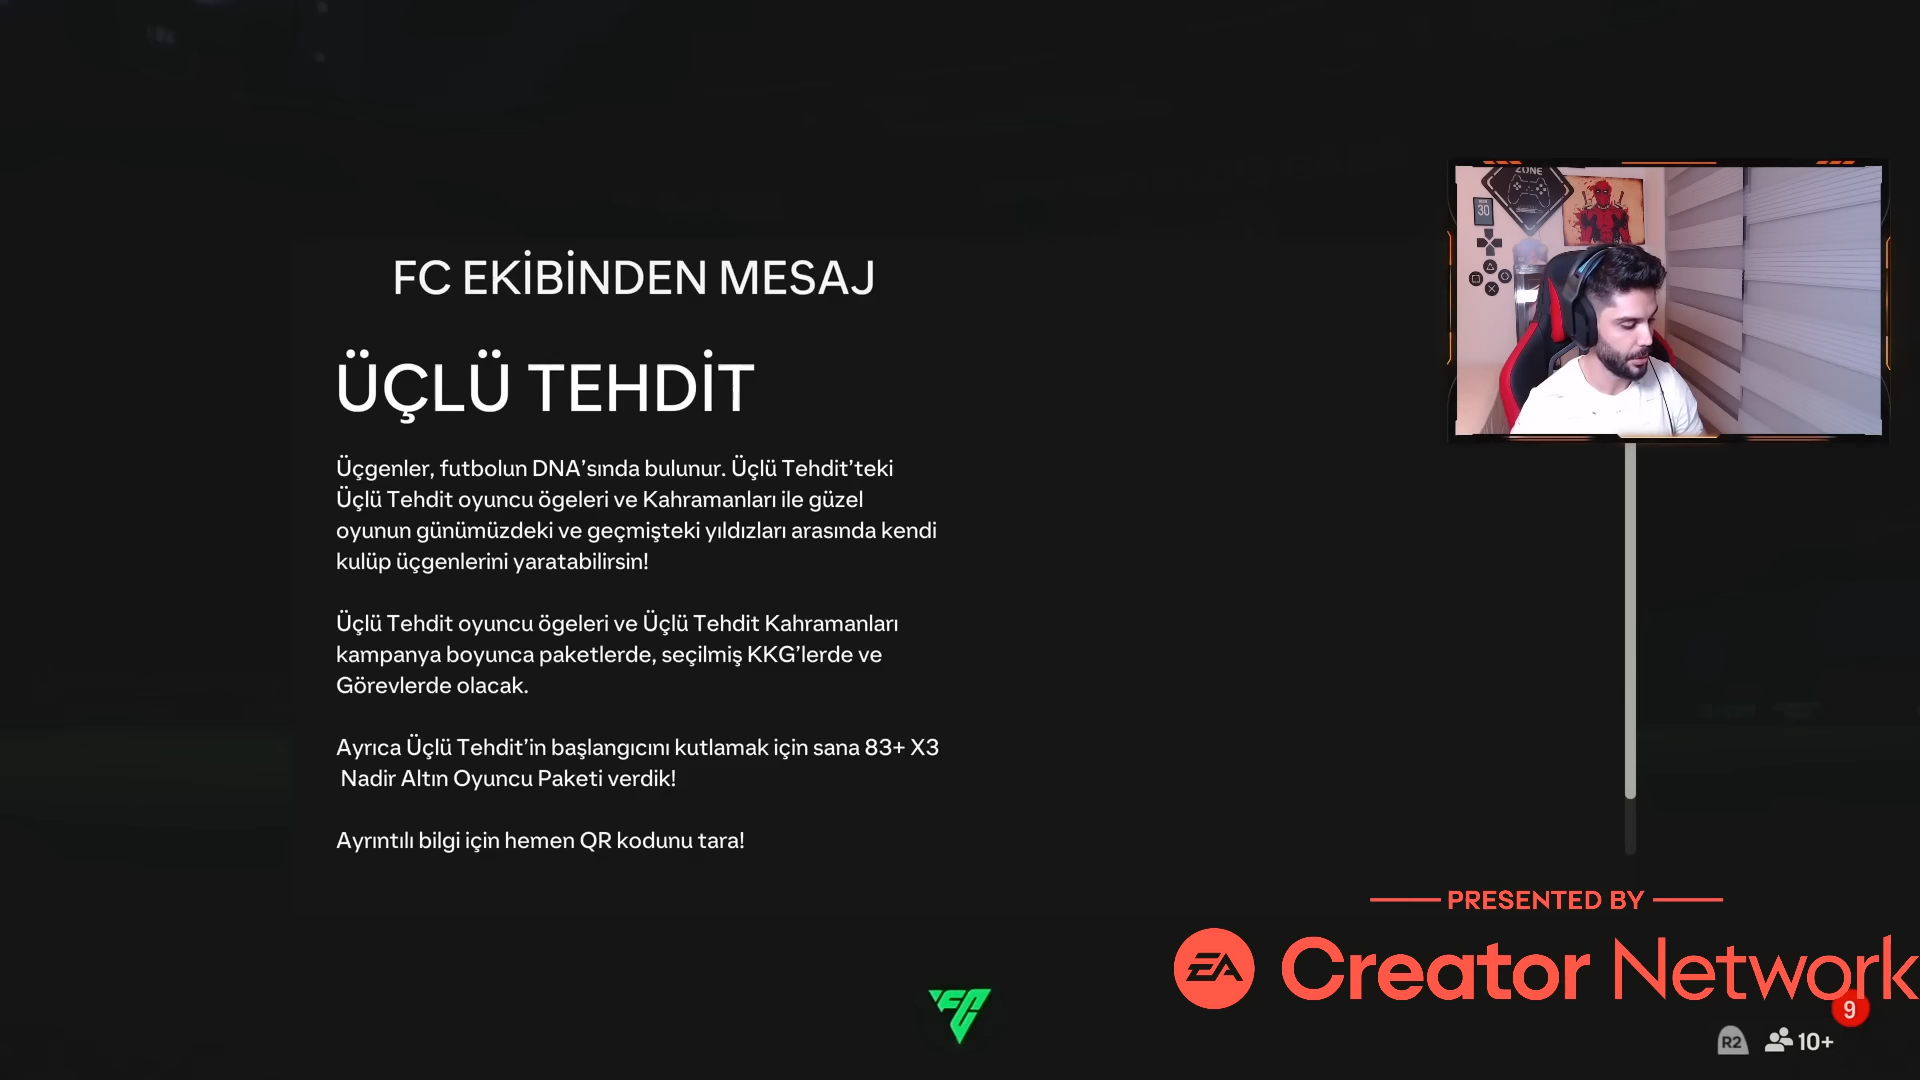 FC EKİBİNDEN MESAJ
ÜÇLÜ TEHDİT
Üçgenler, futbolun DNA’sında bulunur. Üçlü Tehdit’teki
Üçlü Tehdit oyuncu ögeleri ve Kahramanları ile güzel
oyunun günümüzdeki ve geçmişteki yıldızları arasında kendi
kulüp üçgenlerini yaratabilirsin!
Üçlü Tehdit oyuncu ögeleri ve Üçlü Tehdit Kahramanları
kampanya boyunca paketlerde, seçilmiş KKG’lerde ve
Görevlerde olacak.
Ayrıca Üçlü Tehdit’in başlangıcını kutlamak için sana 83+ X3
Nadir Altın Oyuncu Paketi verdik!
Ayrıntılı bilgi için hemen QR kodunu tara!
ZONE
30
PRESENTED BY
EA Creator Network
9
R2 10+
FC